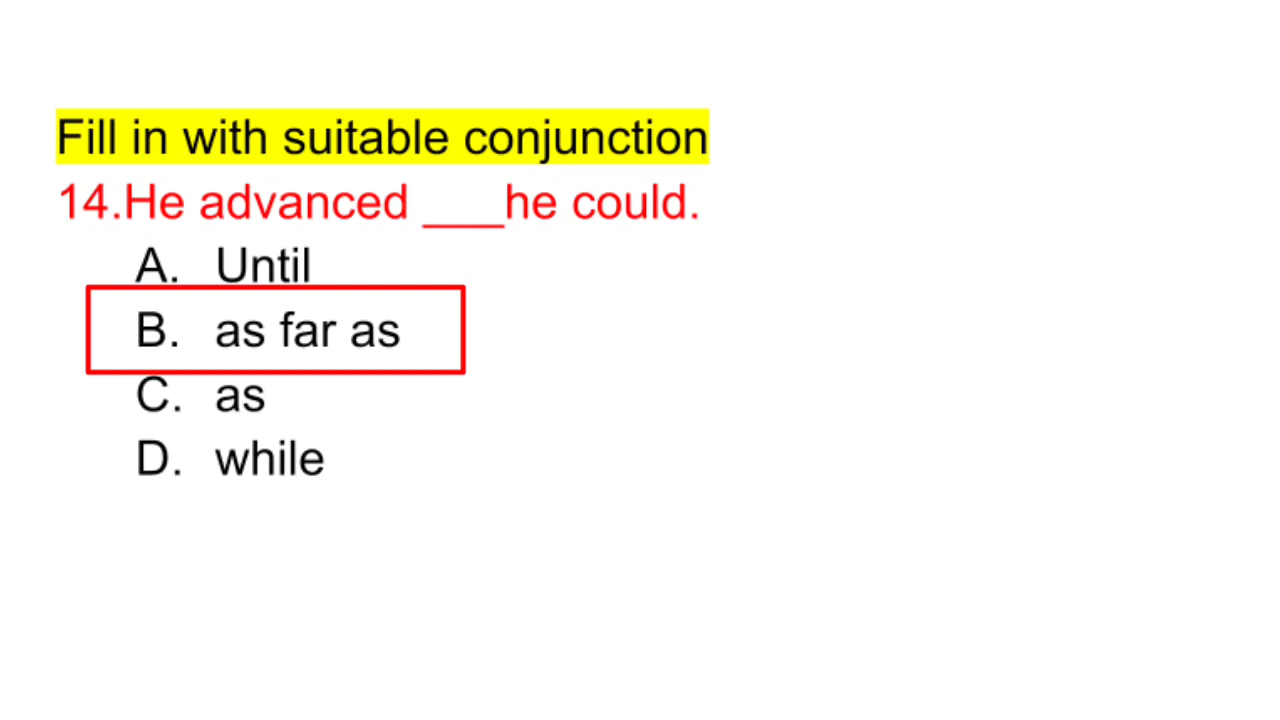 Fill in with suitable conjunction
14.He advanced ___he could.
A. Until
B. as far as
C. as
D. while